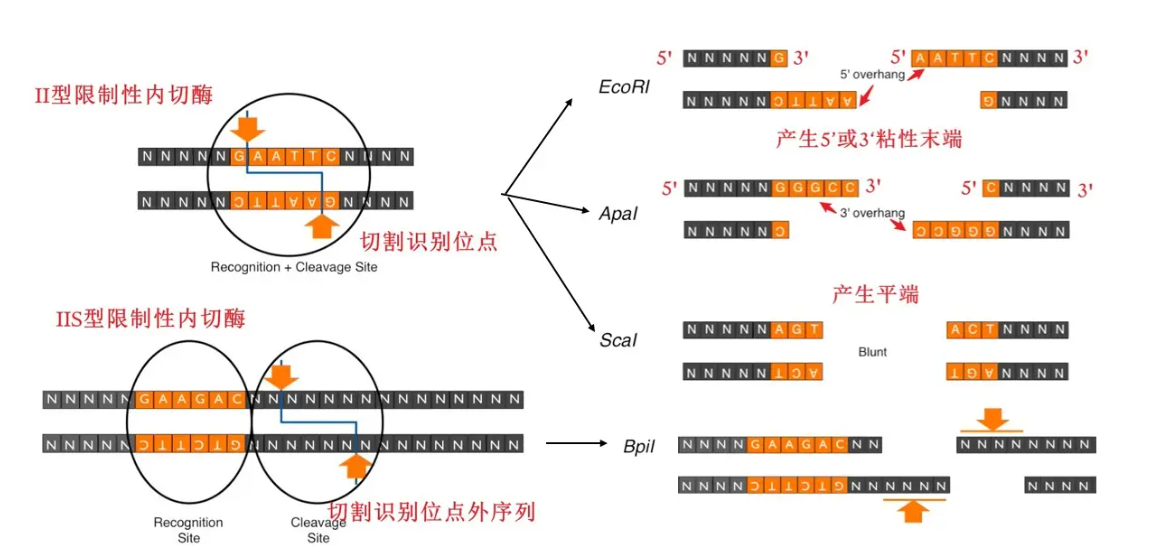 II型限制性内切酶
NNNNNGAATTCNNNN
NNNNNCTTAAGNNNN
切割识别位点
Recognition + Cleavage Site
EcoRI
5' NNNNNG 3' 5' AATTCNNNN 3'
5' overhang
NNNNNCTTAA GNNNN
产生5’或3‘粘性末端
ApaI
5' NNNNNGGGCC 3' 5' CNNNN 3'
3' overhang
NNNNNC CCGGGNNNN
产生平端
ScaI
NNNNNAGT ACTNNNN
Blunt
NNNNNTCA TGANNNN
IIS型限制性内切酶
NNNNNGAAGACNNNNNNNNNNNNNNN
NNNNNCTTCTGNNNNNNNNNNNNNNN
切割识别位点外序列
Recognition
Site
Cleavage
Site
BpiI
NNNNGAAGACNN NNNNNNNN
NNNNCTTCTGNNNNNN NNNN